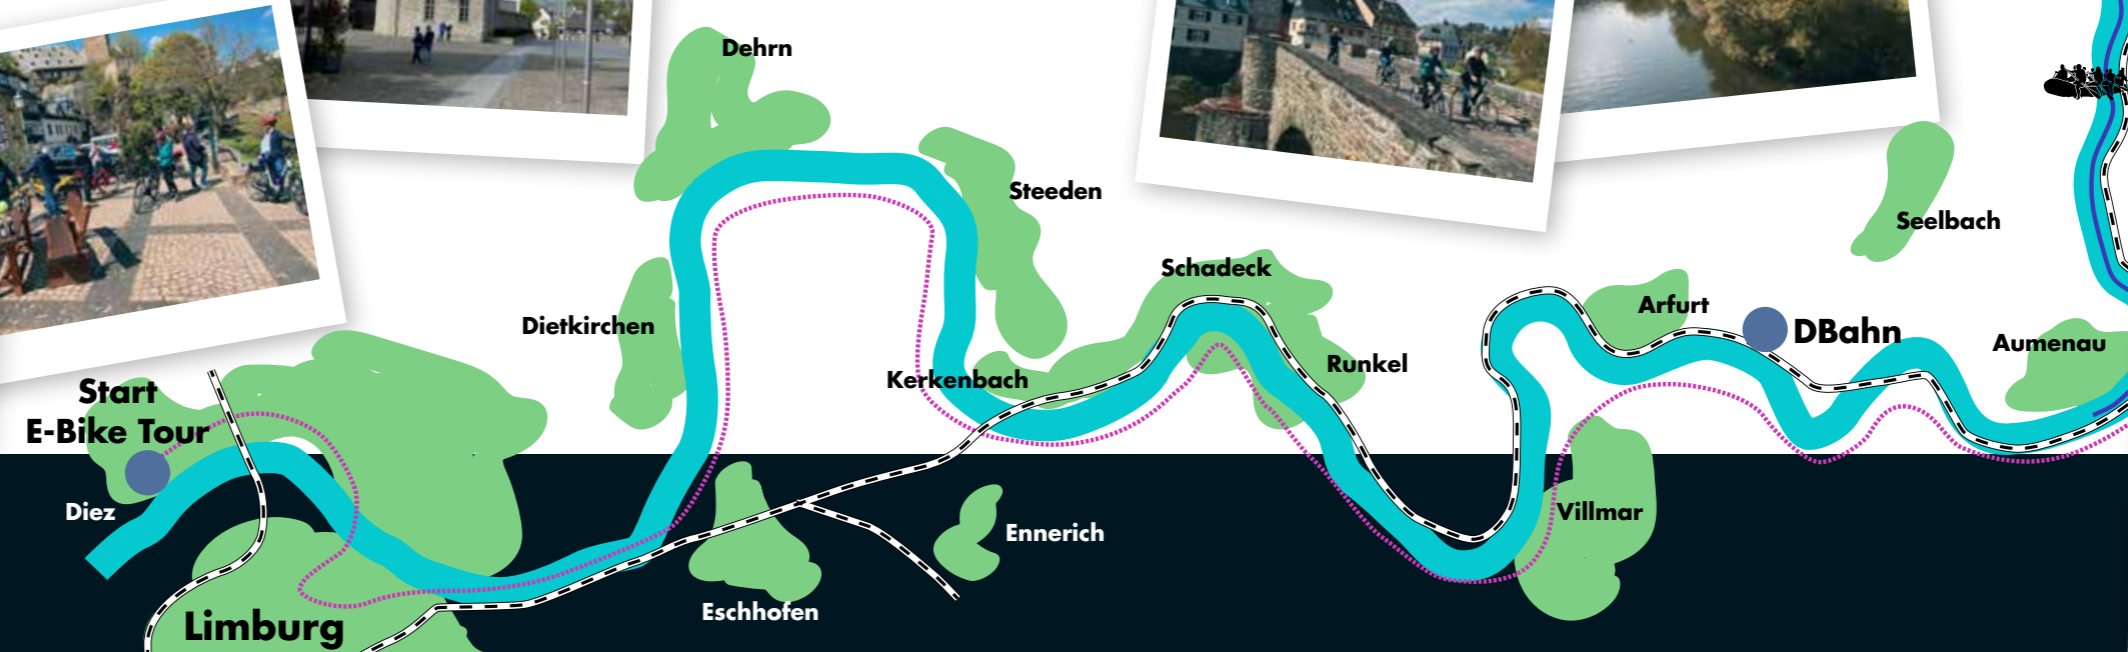 Dehrn
Steeden
Seelbach
Schadeck
Arfurt
Dietkirchen
DBahn
Aumenau
Runkel
Kerkenbach
Start
E-Bike Tour
Diez
Villmar
Ennerich
Eschhofen
Limburg